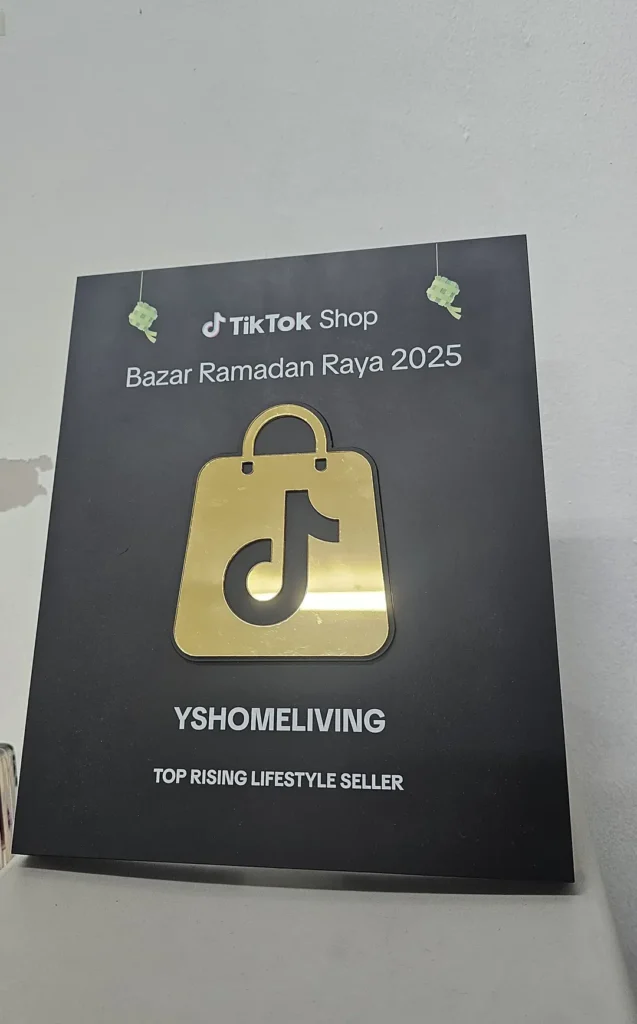 TikTok Shop
Bazar Ramadan Raya 2025
YSHOMELIVING
TOP RISING LIFESTYLE SELLER